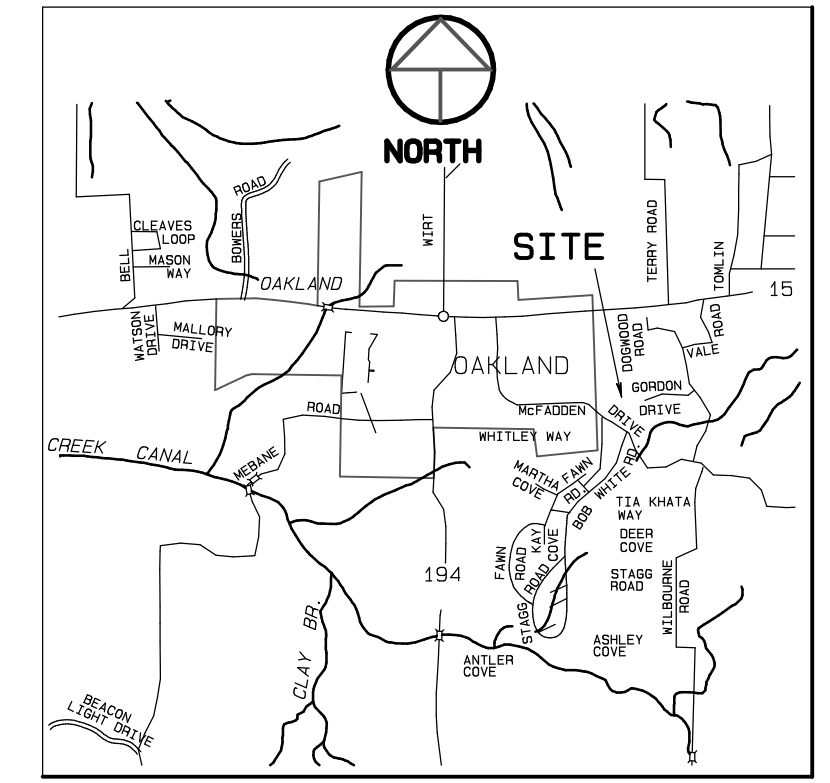 NORTH
ROAD
BOWERS
CLEAVES
LOOP
BELL
MASON
WAY
WIRT
SITE
TERRY ROAD
TOMLIN
ROAD
OAKLAND
15
WATSON
DRIVE
MALLORY
DRIVE
OAKLAND
DOGWOOD
ROAD
VALE
GORDON
DRIVE
ROAD
McFADDEN
DRIVE
WHITLEY WAY
CREEK CANAL
MEBANE
MARTHA
COVE
FAWN
RD.
BOB WHITE RD.
TIA KHATA
WAY
DEER
COVE
FAWN
ROAD
KAY
COVE
STAGG
ROAD
STAGG
ROAD
WILBOURNE
ROAD
194
CLAY BR.
ANTLER
COVE
ASHLEY
COVE
BEACON
LIGHT DRIVE